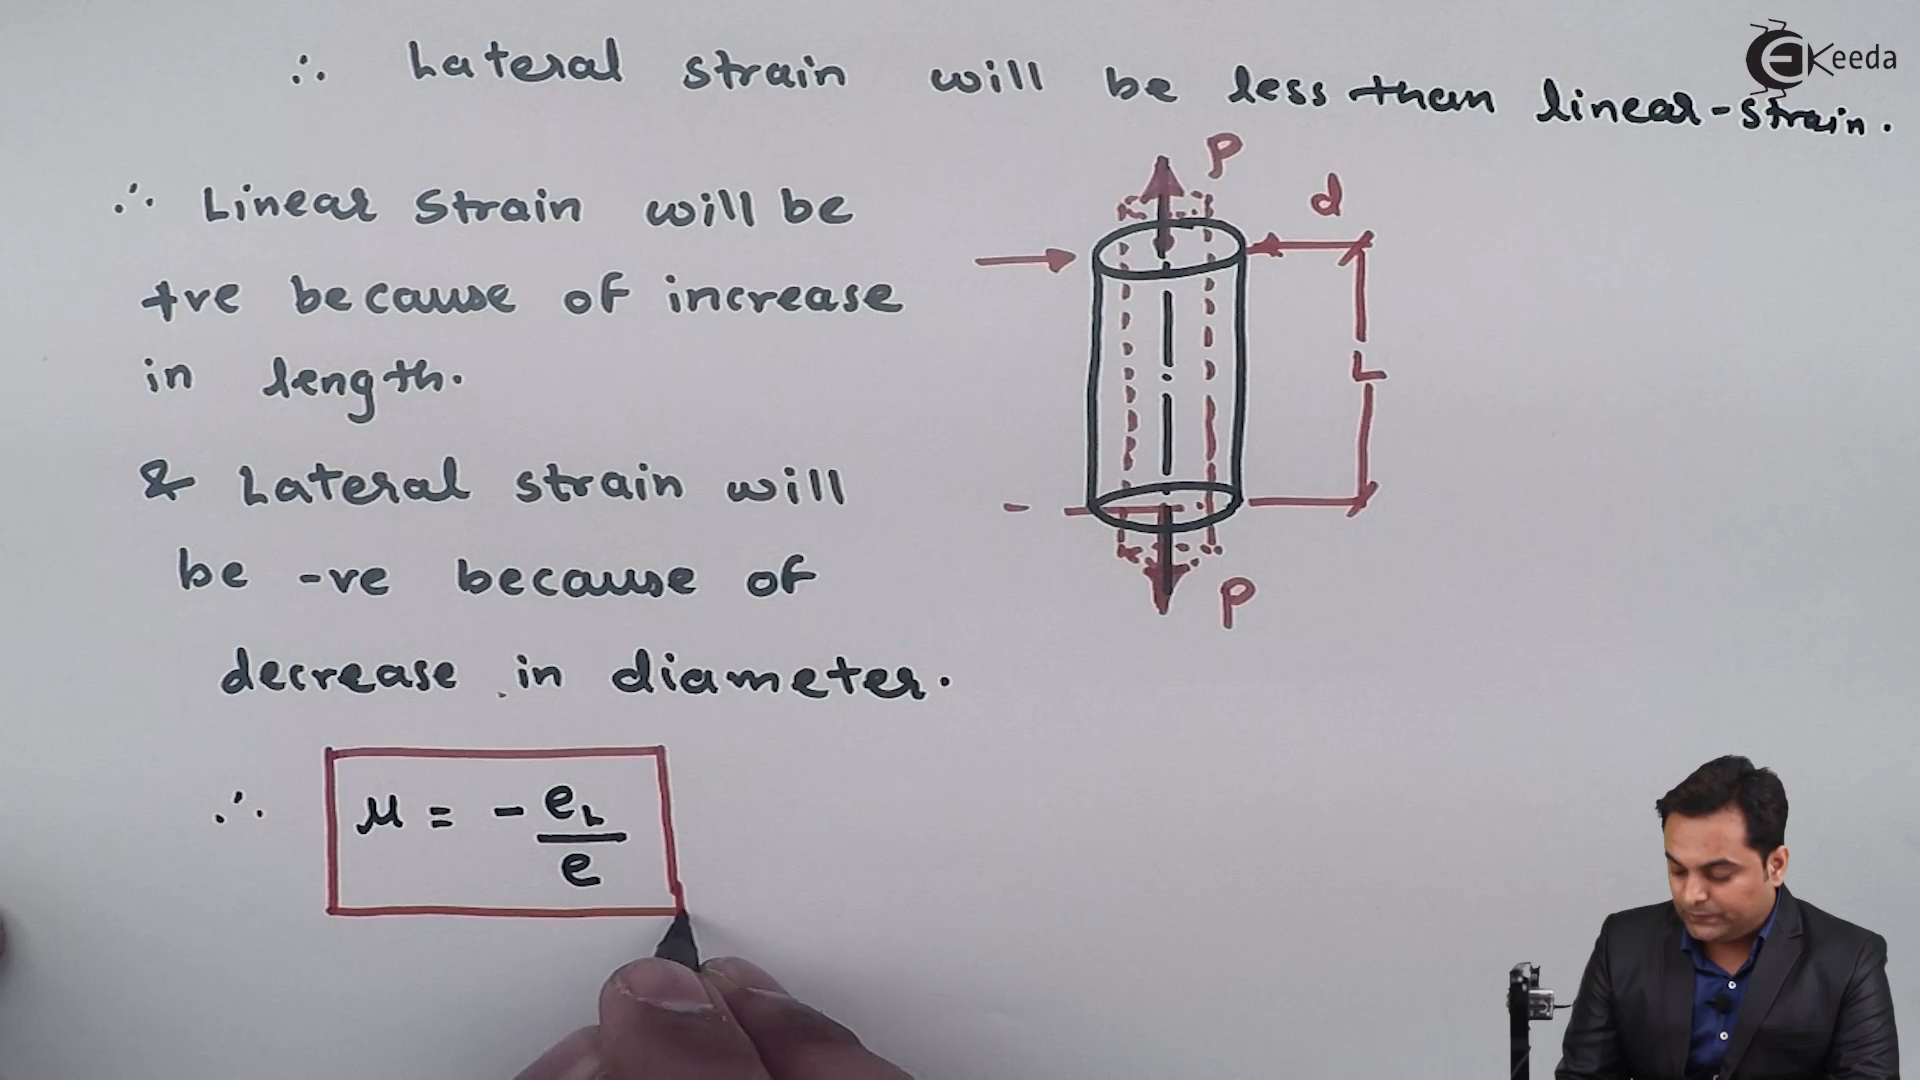 ∴ Lateral strain will be less than linear-strain.
∴ Linear strain will be
+ve because of increase
in length.
& Lateral strain will
be -ve because of
decrease in diameter.
∴ μ = - eL / e
P
d
L
P
EKeeda